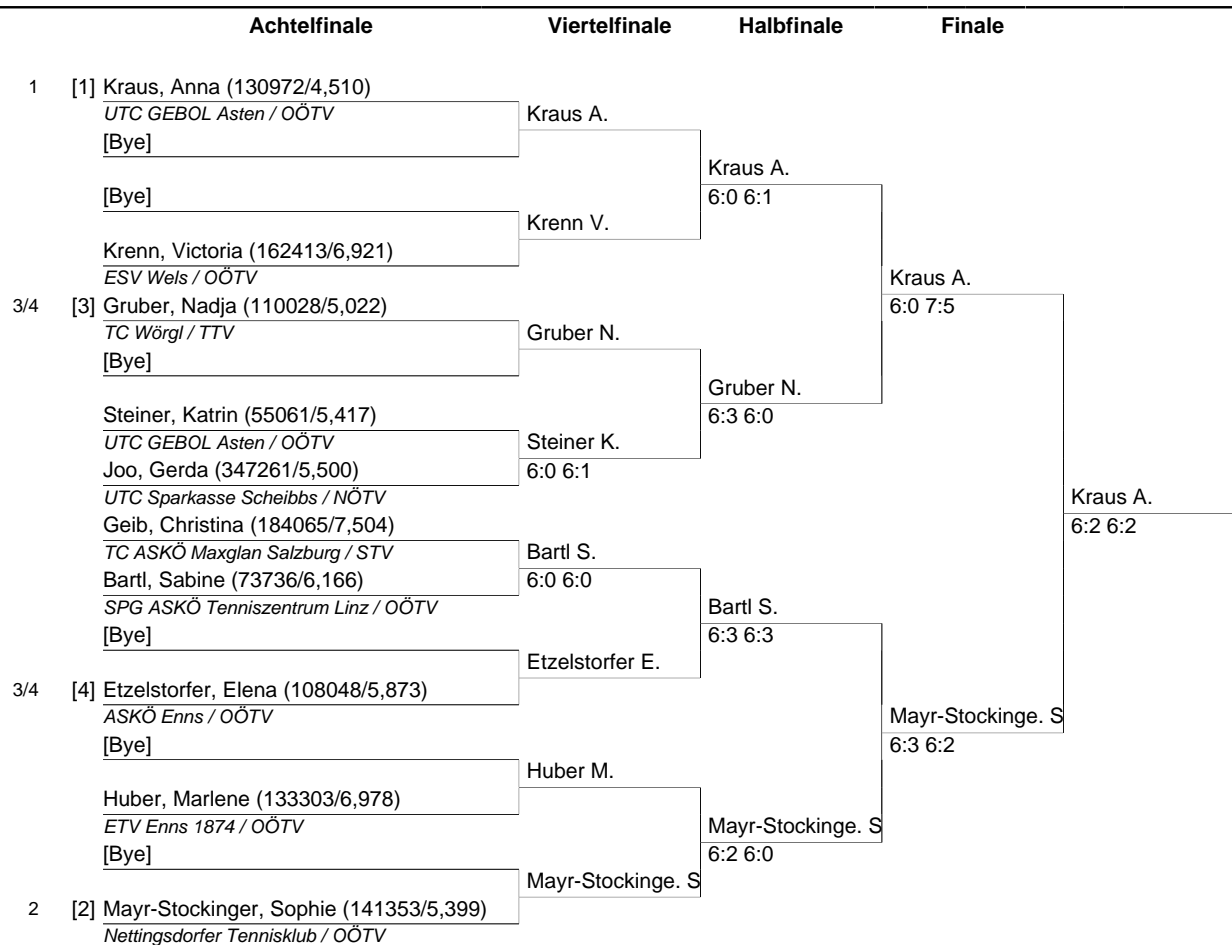 Achtelfinale Viertelfinale Halbfinale Finale
1 [1] Kraus, Anna (130972/4,510)
UTC GEBOL Asten / OÖTV Kraus A.
[Bye]
Kraus A.
[Bye] 6:0 6:1
Krenn V.
Krenn, Victoria (162413/6,921)
ESV Wels / OÖTV Kraus A.
3/4 [3] Gruber, Nadja (110028/5,022) 6:0 7:5
TC Wörgl / TTV Gruber N.
[Bye]
Gruber N.
Steiner, Katrin (55061/5,417) 6:3 6:0
UTC GEBOL Asten / OÖTV Steiner K.
Joo, Gerda (347261/5,500) 6:0 6:1
UTC Sparkasse Scheibbs / NÖTV Kraus A.
Geib, Christina (184065/7,504) 6:2 6:2
TC ASKÖ Maxglan Salzburg / STV Bartl S.
Bartl, Sabine (73736/6,166) 6:0 6:0
SPG ASKÖ Tenniszentrum Linz / OÖTV Bartl S.
[Bye] 6:3 6:3
Etzelstorfer E.
3/4 [4] Etzelstorfer, Elena (108048/5,873)
ASKÖ Enns / OÖTV Mayr-Stockinge. S
[Bye] 6:3 6:2
Huber M.
Huber, Marlene (133303/6,978)
ETV Enns 1874 / OÖTV Mayr-Stockinge. S
[Bye] 6:2 6:0
Mayr-Stockinge. S
2 [2] Mayr-Stockinger, Sophie (141353/5,399)
Nettingsdorfer Tennisklub / OÖTV